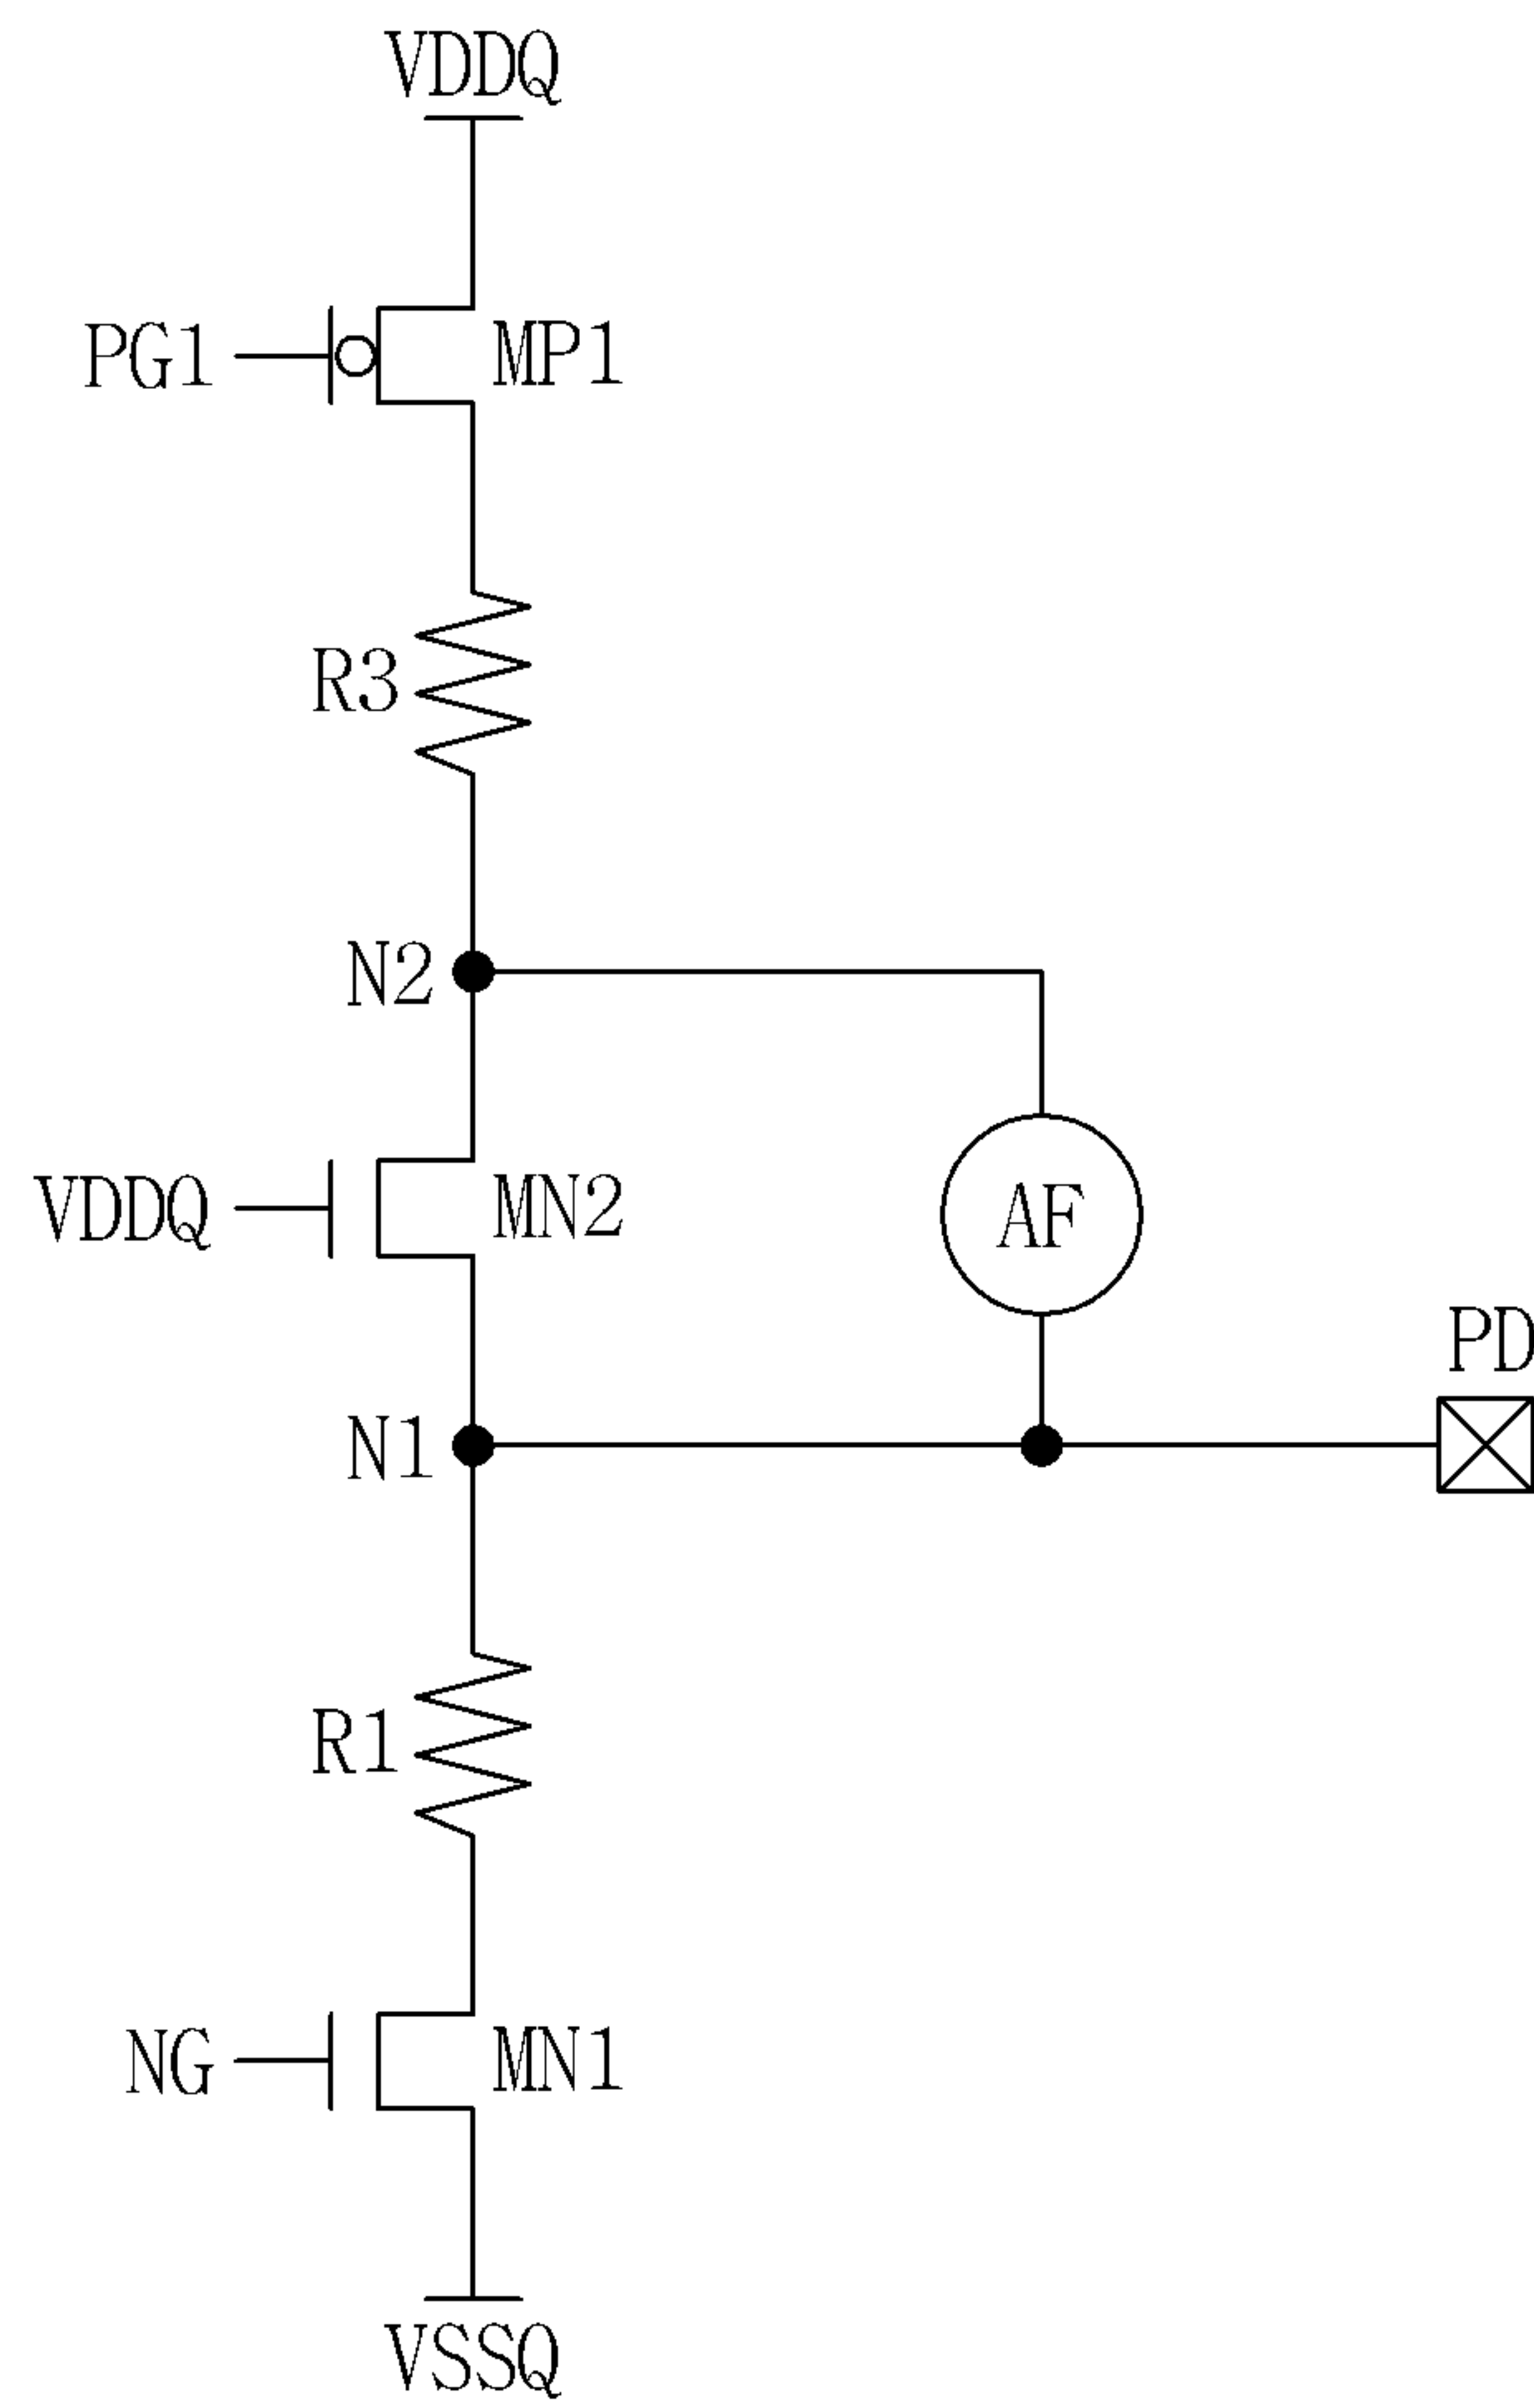 VDDQ
PG1
MP1
R3
N2
VDDQ
MN2
AF
PD
N1
R1
NG
MN1
VSSQ